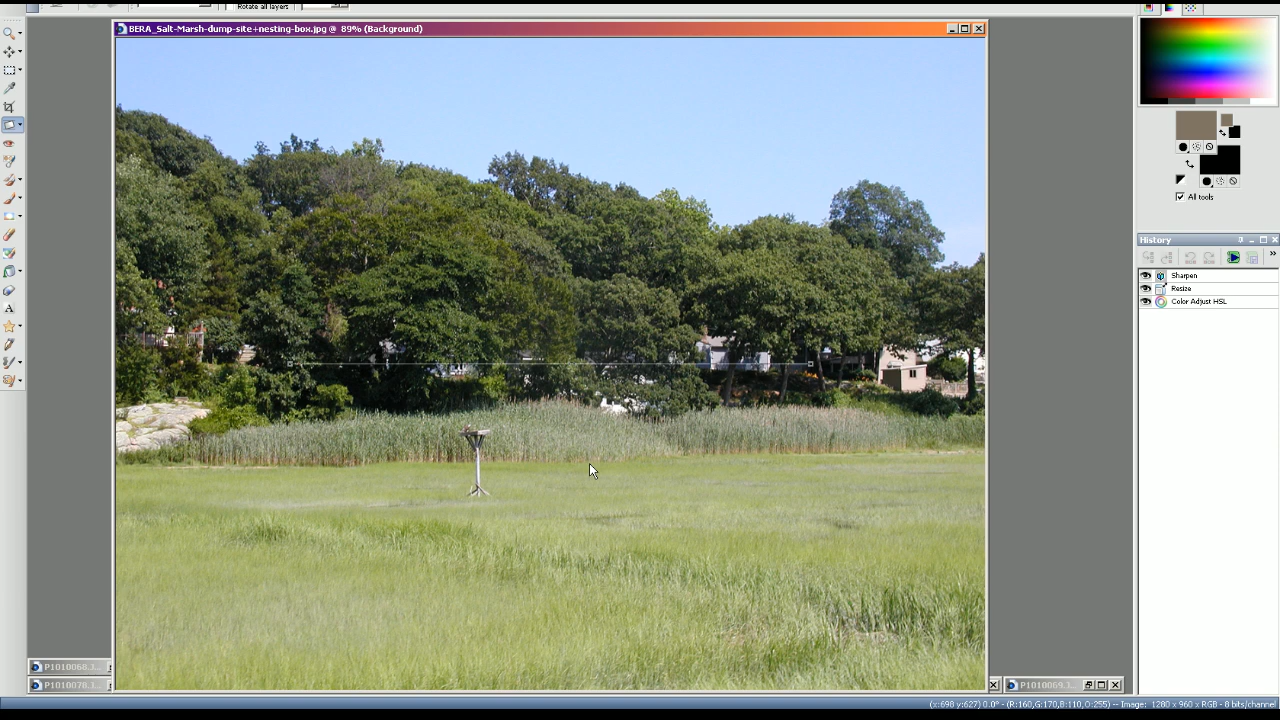 Rotate all layers
BERA_Salt-Marsh-dump-site+nesting-box.jpg @ 89% (Background)
All tools
History
Sharpen
Resize
Color Adjust HSL
P1010068.J...
P1010070.J...
P1010069.J...
(x:698 y:627) 0.0° - (R:160,G:170,B:110,O:255) -- Image: 1280 x 960 x RGB - 8 bits/channel